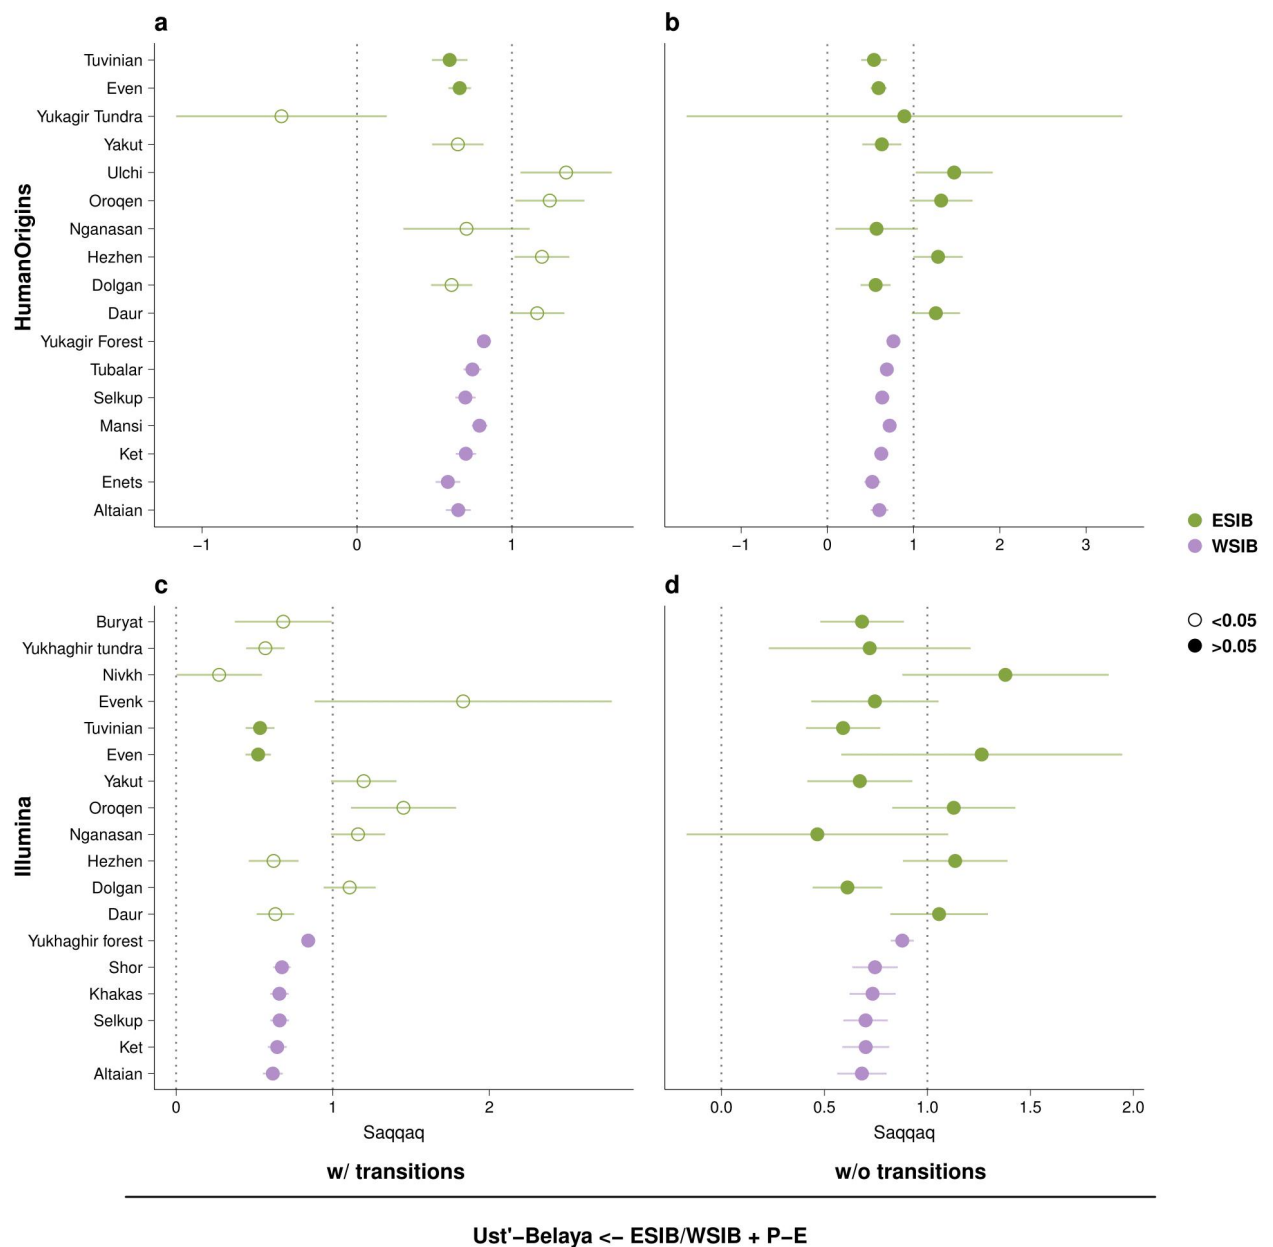 a
b
HumanOrigins
Tuvinian
Even
Yukagir Tundra
Yakut
Ulchi
Oroqen
Nganasan
Hezhen
Dolgan
Daur
Yukagir Forest
Tubalar
Selkup
Mansi
Ket
Enets
Altaian
−1 0 1
−1 0 1 2 3
ESIB
WSIB
<0.05
>0.05
c
d
Illumina
Buryat
Yukhaghir tundra
Nivkh
Evenk
Tuvinian
Even
Yakut
Oroqen
Nganasan
Hezhen
Dolgan
Daur
Yukhaghir forest
Shor
Khakas
Selkup
Ket
Altaian
0 1 2
0.0 0.5 1.0 1.5 2.0
Saqqaq
Saqqaq
w/ transitions
w/o transitions
Ust'−Belaya <− ESIB/WSIB + P−E